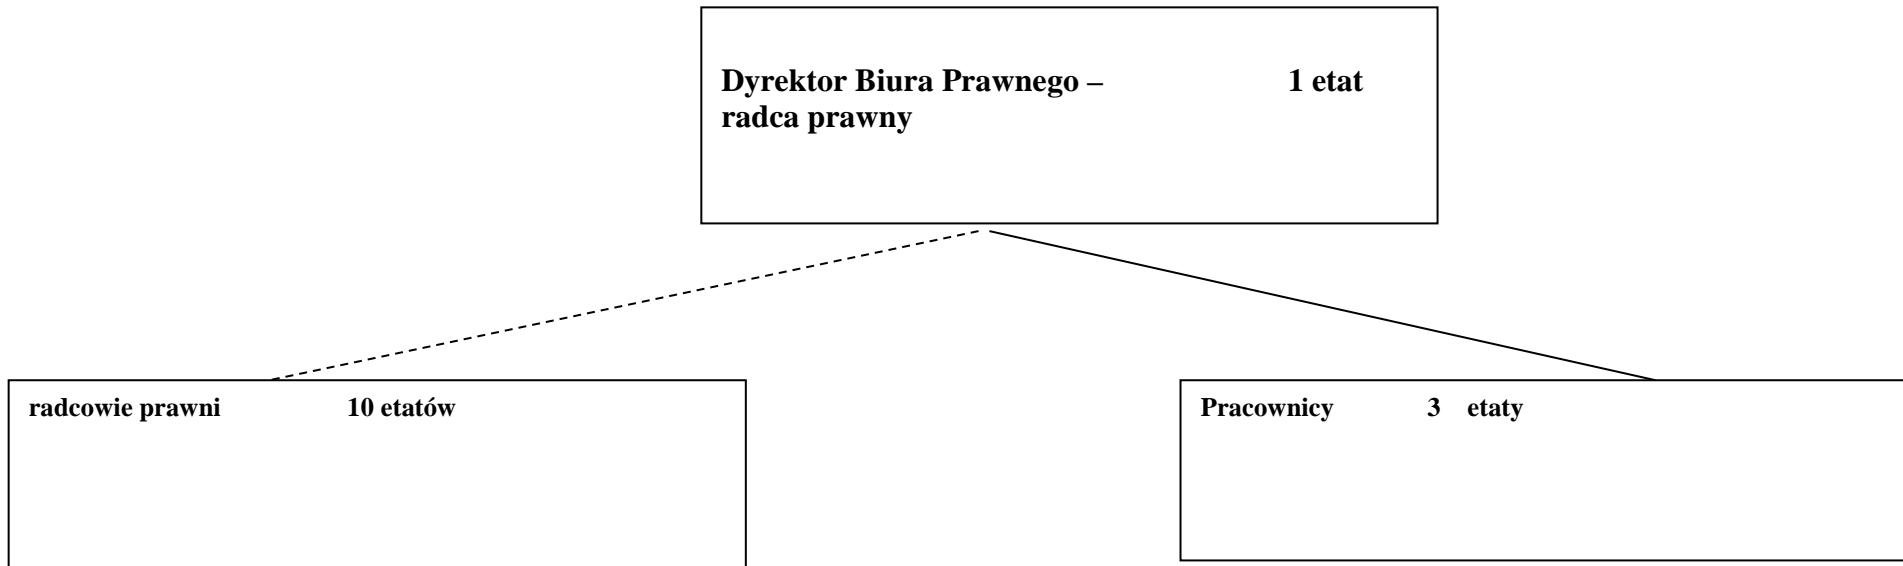 Dyrektor Biura Prawnego – 1 etat
radca prawny
radcowie prawni 10 etatów
Pracownicy 3 etaty